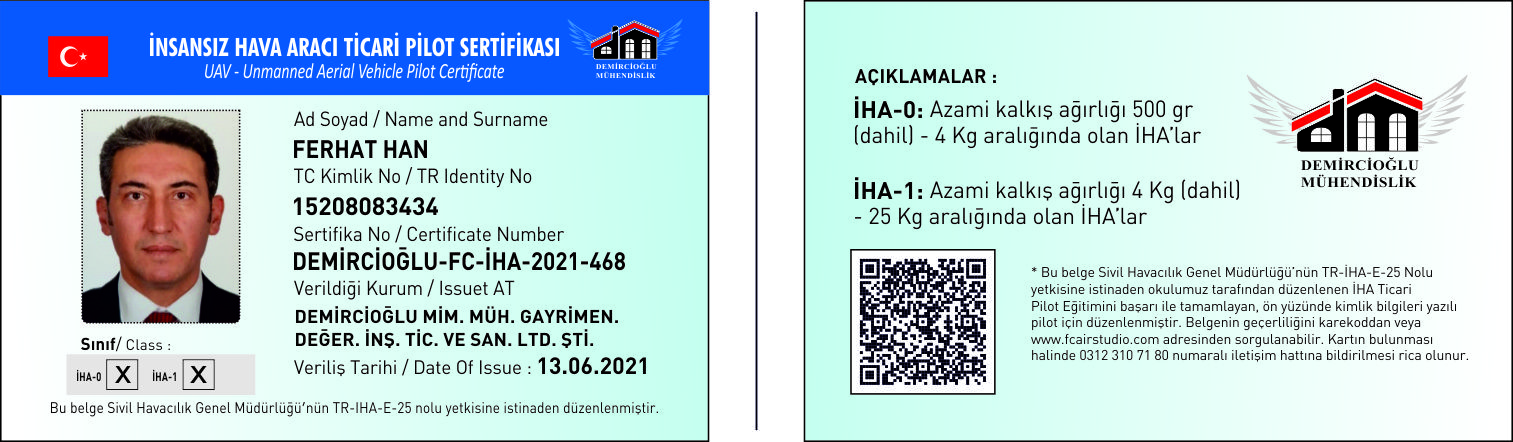 İNSANSIZ HAVA ARACI TİCARİ PİLOT SERTİFİKASI
UAV - Unmanned Aerial Vehicle Pilot Certificate
DEMİRCİOĞLU
MÜHENDİSLİK
Ad Soyad / Name and Surname
FERHAT HAN
TC Kimlik No / TR Identity No
15208083434
Sertifika No / Certificate Number
DEMİRCİOĞLU-FC-İHA-2021-468
Verildiği Kurum / Issuet AT
DEMİRCİOĞLU MİM. MÜH. GAYRİMEN.
DEĞER. İNŞ. TİC. VE SAN. LTD. ŞTİ.
Veriliş Tarihi / Date Of Issue : 13.06.2021
Sınıf/ Class :
İHA-0 X İHA-1 X
Bu belge Sivil Havacılık Genel Müdürlüğü'nün TR-IHA-E-25 nolu yetkisine istinaden düzenlenmiştir.
AÇIKLAMALAR :
İHA-0: Azami kalkış ağırlığı 500 gr
(dahil) - 4 Kg aralığında olan İHA'lar
İHA-1: Azami kalkış ağırlığı 4 Kg (dahil)
- 25 Kg aralığında olan İHA'lar
DEMİRCİOĞLU
MÜHENDİSLİK
* Bu belge Sivil Havacılık Genel Müdürlüğü'nün TR-İHA-E-25 Nolu
yetkisine istinaden okulumuz tarafından düzenlenen İHA Ticari
Pilot Eğitimini başarı ile tamamlayan, ön yüzünde kimlik bilgileri yazılı
pilot için düzenlenmiştir. Belgenin geçerliliğini karekoddan veya
www.fcairstudio.com adresinden sorgulanabilir. Kartın bulunması
halinde 0312 310 71 80 numaralı iletişim hattına bildirilmesi rica olunur.